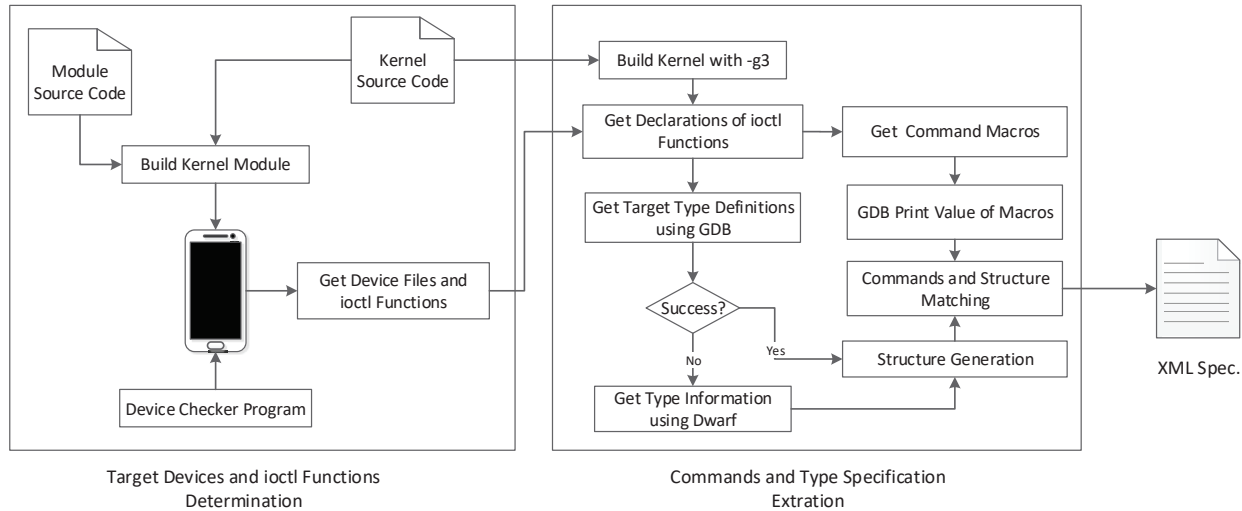 Module
Source Code
Kernel
Source Code
Build Kernel Module
Get Device Files and
ioctl Functions
Device Checker Program
Target Devices and ioctl Functions
Determination
Build Kernel with -g3
Get Declarations of ioctl
Functions
Get Command Macros
Get Target Type Definitions
using GDB
GDB Print Value of Macros
Success?
Commands and Structure
Matching
Yes
No
Structure Generation
Get Type Information
using Dwarf
Commands and Type Specification
Extration
XML Spec.